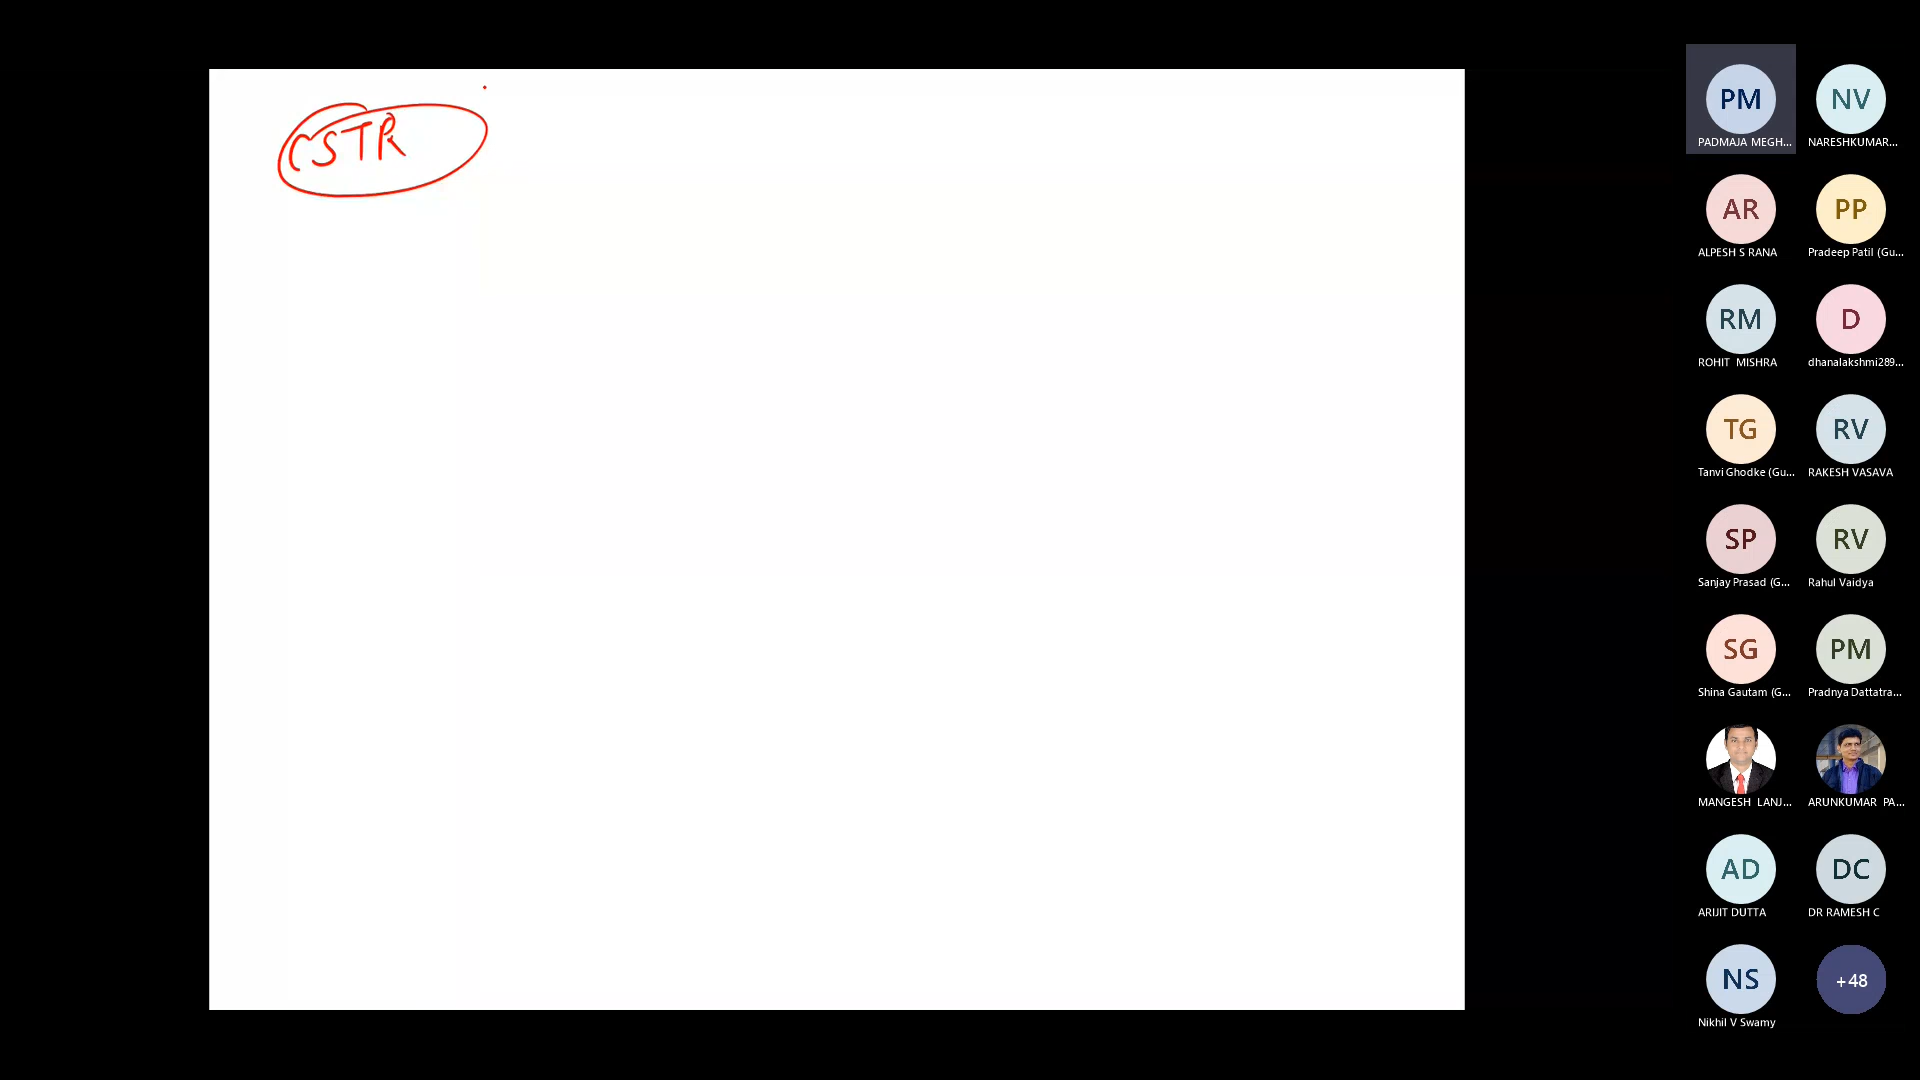 CSTR
PM
PADMAJA MEGH...
NV
NARESHKUMAR...
AR
ALPESH S RANA
PP
Pradeep Patil (Gu...
RM
ROHIT MISHRA
D
dhanalakshmi289...
TG
Tanvi Ghodke (Gu...
RV
RAKESH VASAVA
SP
Sanjay Prasad (G...
RV
Rahul Vaidya
SG
Shina Gautam (G...
PM
Pradnya Dattatra...
MANGESH LANJ...
ARUNKUMAR PA...
AD
ARIJIT DUTTA
DC
DR RAMESH C
NS
Nikhil V Swamy
+48